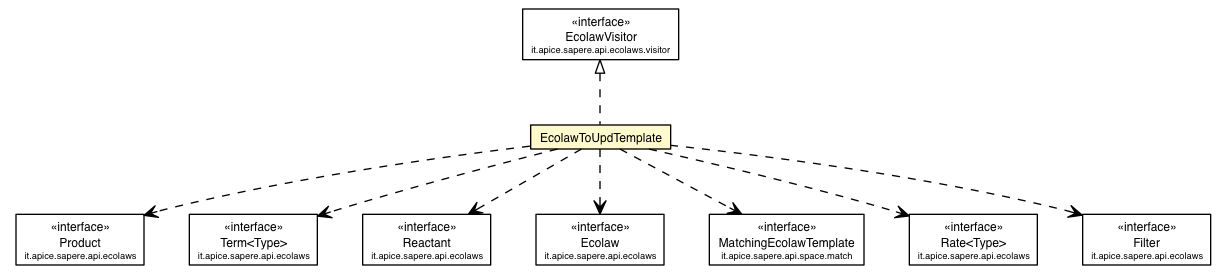 «interface»
EcolawVisitor
it.apice.sapere.api.ecolaws.visitor
EcolawToUpdTemplate
«interface»
Product
it.apice.sapere.api.ecolaws
«interface»
Term<Type>
it.apice.sapere.api.ecolaws
«interface»
Reactant
it.apice.sapere.api.ecolaws
«interface»
Ecolaw
it.apice.sapere.api.ecolaws
«interface»
MatchingEcolawTemplate
it.apice.sapere.api.space.match
«interface»
Rate<Type>
it.apice.sapere.api.ecolaws
«interface»
Filter
it.apice.sapere.api.ecolaws